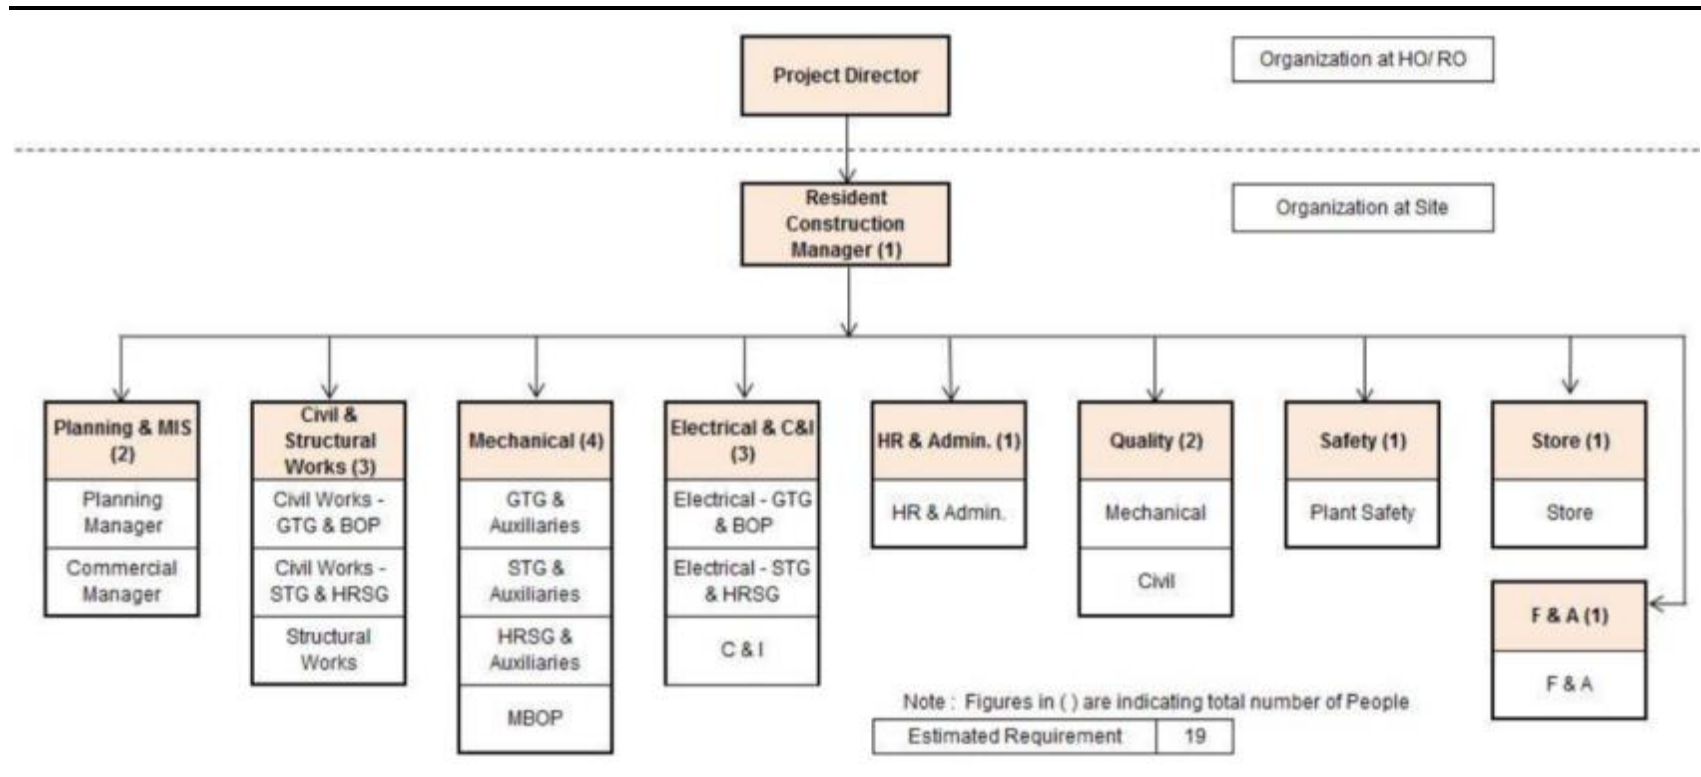 Project Director
Organization at HO/ RO
Resident
Construction
Manager (1)
Organization at Site
Planning & MIS
(2)
Planning
Manager
Commercial
Manager
Civil &
Structural
Works (3)
Civil Works -
GTG & BOP
Civil Works -
STG & HRSG
Structural
Works
Mechanical (4)
GTG &
Auxiliaries
STG &
Auxiliaries
HRSG &
Auxiliaries
MBOP
Electrical & C&I
(3)
Electrical - GTG
& BOP
Electrical - STG
& HRSG
C & I
HR & Admin. (1)
HR & Admin.
Quality (2)
Mechanical
Civil
Safety (1)
Plant Safety
Store (1)
Store
F & A (1)
F & A
Note : Figures in ( ) are indicating total number of People
Estimated Requirement 19